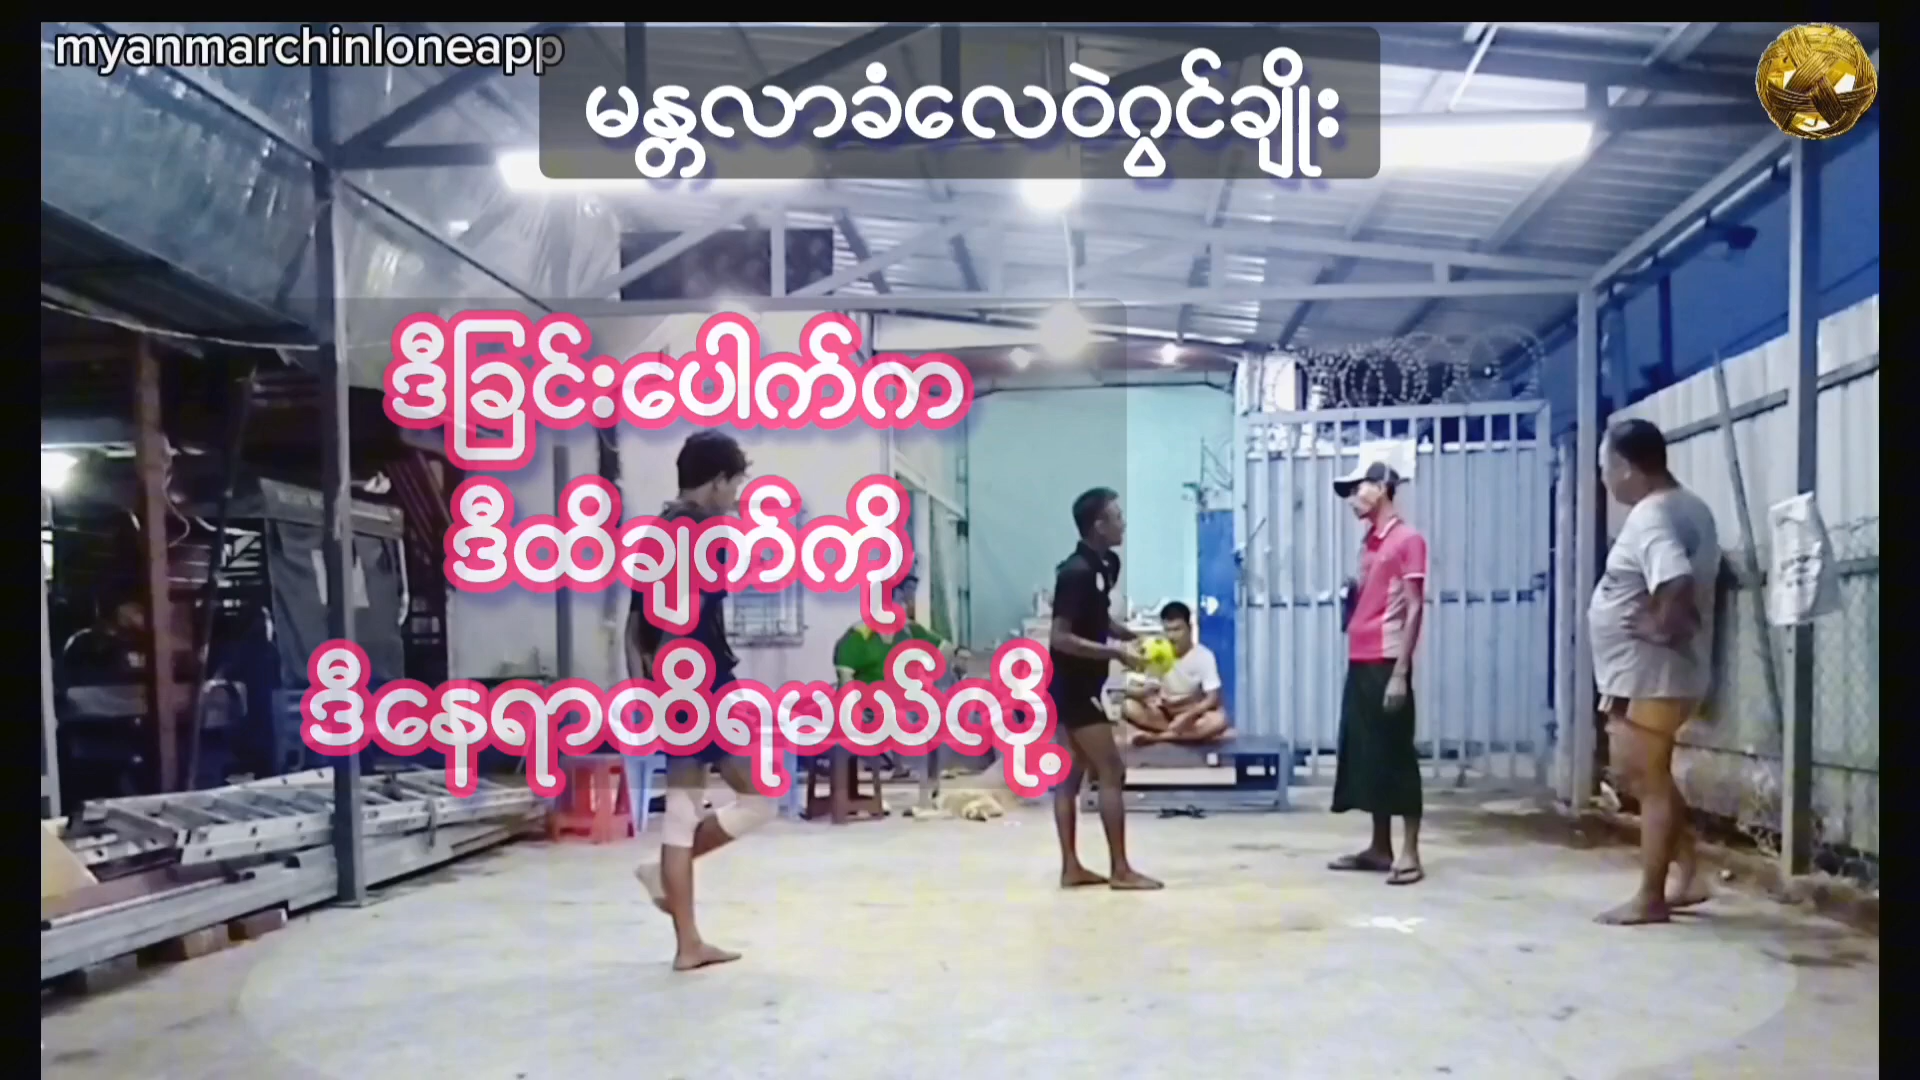 myanmarchinloneapp
မန္တလာခံလေဝဲဂွင်ချိုး
ဒီခြင်းပေါက်က
ဒီထိချက်ကို
ဒီနေရာထိရမယ်လို့